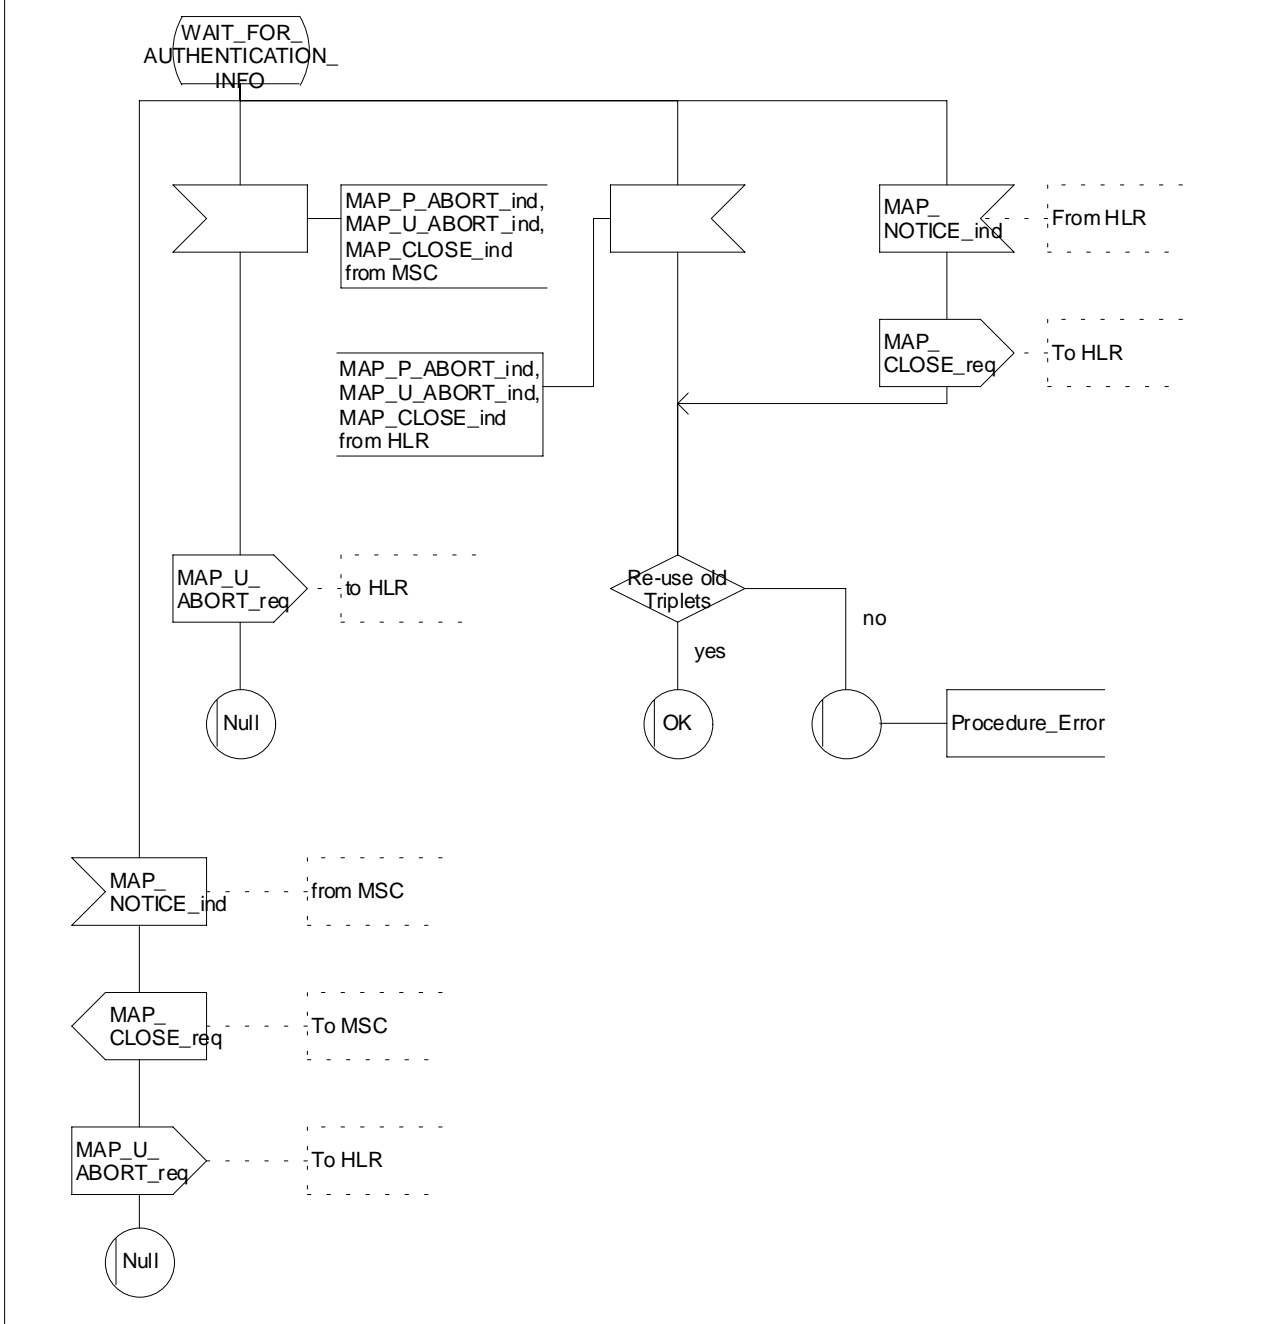 WAIT_FOR_
AUTHENTICATION_
INFO
MAP_P_ABORT_ind,
MAP_U_ABORT_ind,
MAP_CLOSE_ind
from MSC
MAP_
NOTICE_ind
From HLR
MAP_P_ABORT_ind,
MAP_U_ABORT_ind,
MAP_CLOSE_ind
from HLR
MAP_
CLOSE_req
To HLR
MAP_U_
ABORT_req
to HLR
Re-use old
Triplets
no
yes
Null
OK
Procedure_Error
MAP_
NOTICE_ind
from MSC
MAP_
CLOSE_req
To MSC
MAP_U_
ABORT_req
To HLR
Null